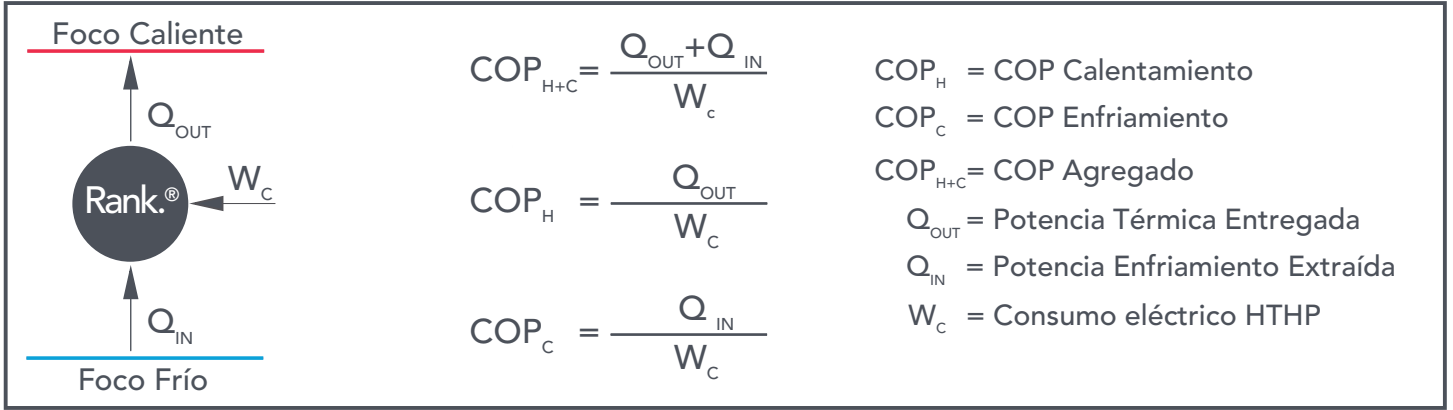 Foco Caliente
Q_OUT
Rank.®
W_C
Q_IN
Foco Frío
COP_H+C = (Q_OUT + Q_IN) / W_c
COP_H = Q_OUT / W_C
COP_C = Q_IN / W_C
COP_H = COP Calentamiento
COP_C = COP Enfriamiento
COP_H+C = COP Agregado
Q_OUT = Potencia Térmica Entregada
Q_IN = Potencia Enfriamiento Extraída
W_C = Consumo eléctrico HTHP